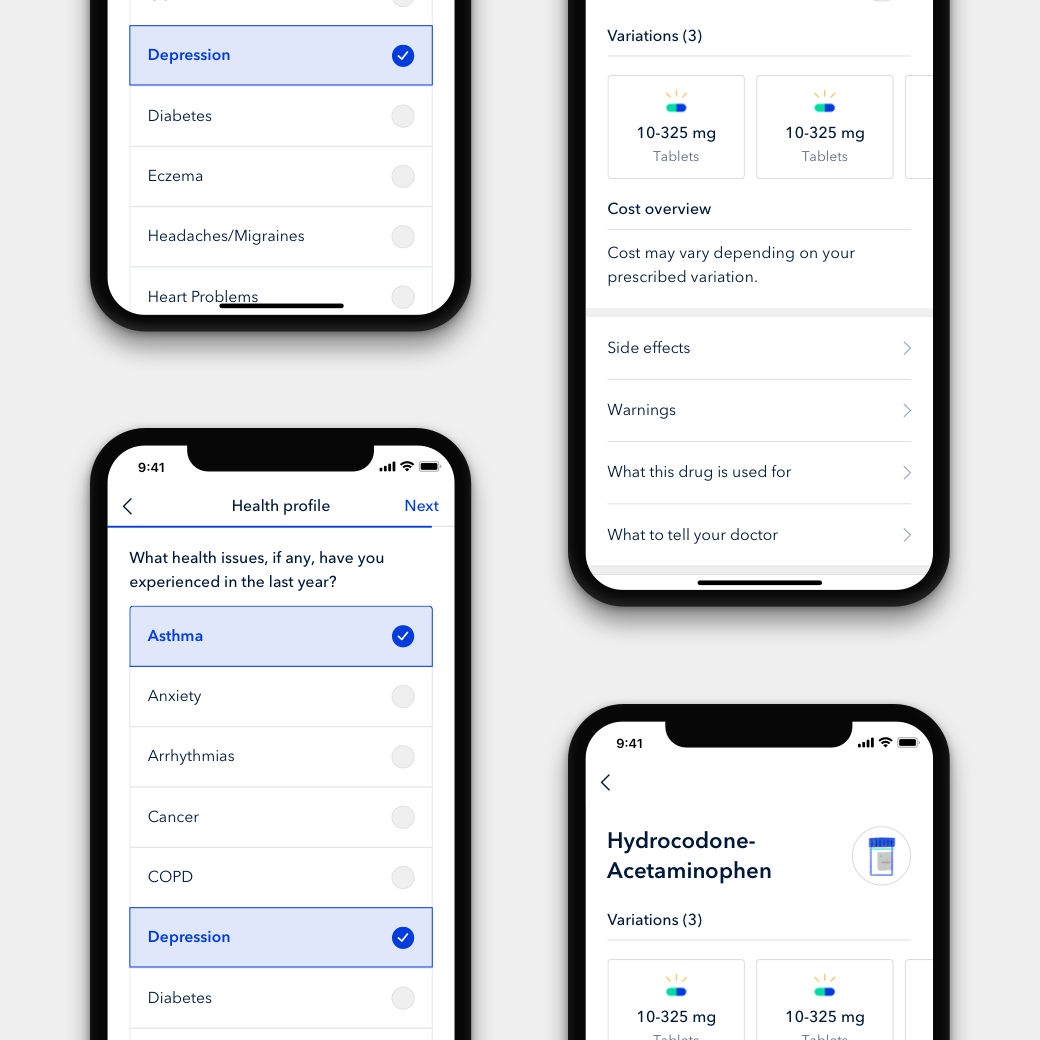 Depression
Diabetes
Eczema
Headaches/Migraines
Heart Problems
9:41
Health profile
Next
What health issues, if any, have you
experienced in the last year?
Asthma
Anxiety
Arrhythmias
Cancer
COPD
Depression
Diabetes
Variations (3)
10-325 mg
Tablets
10-325 mg
Tablets
Cost overview
Cost may vary depending on your
prescribed variation.
Side effects
Warnings
What this drug is used for
What to tell your doctor
9:41
Hydrocodone-
Acetaminophen
Variations (3)
10-325 mg
Tablets
10-325 mg
Tablets